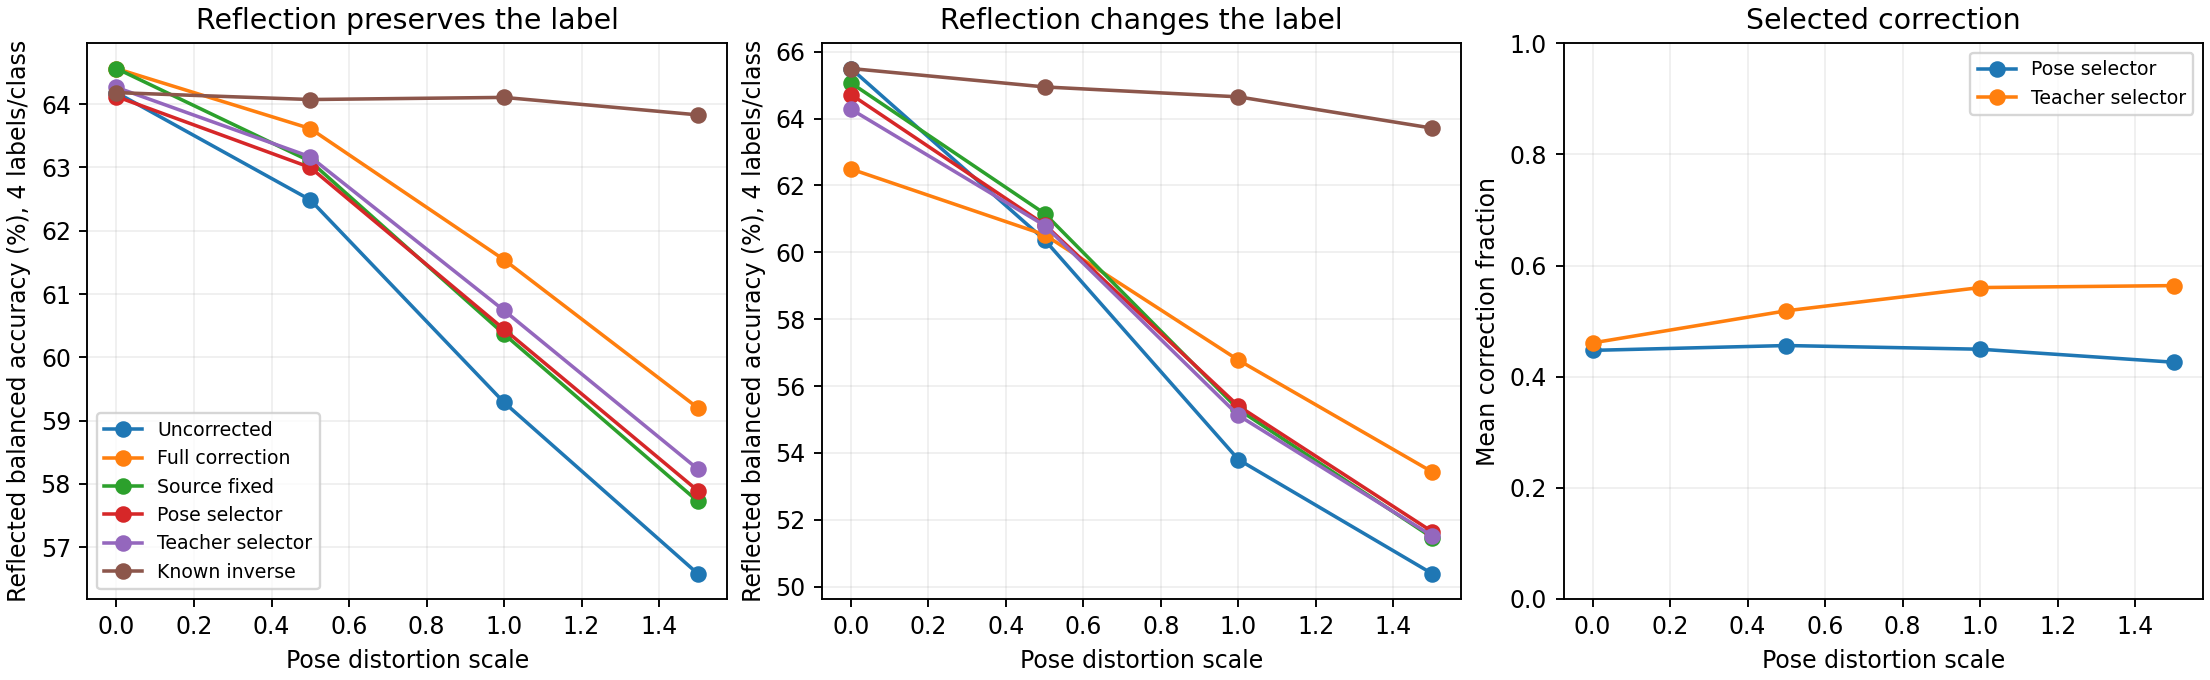 Reflection preserves the label
Reflected balanced accuracy (%), 4 labels/class
64
63
62
61
60
59
58
57
Uncorrected
Full correction
Source fixed
Pose selector
Teacher selector
Known inverse
0.0 0.2 0.4 0.6 0.8 1.0 1.2 1.4
Pose distortion scale
Reflection changes the label
Reflected balanced accuracy (%), 4 labels/class
66
64
62
60
58
56
54
52
50
0.0 0.2 0.4 0.6 0.8 1.0 1.2 1.4
Pose distortion scale
Selected correction
Mean correction fraction
1.0
0.8
0.6
0.4
0.2
0.0
Pose selector
Teacher selector
0.0 0.2 0.4 0.6 0.8 1.0 1.2 1.4
Pose distortion scale